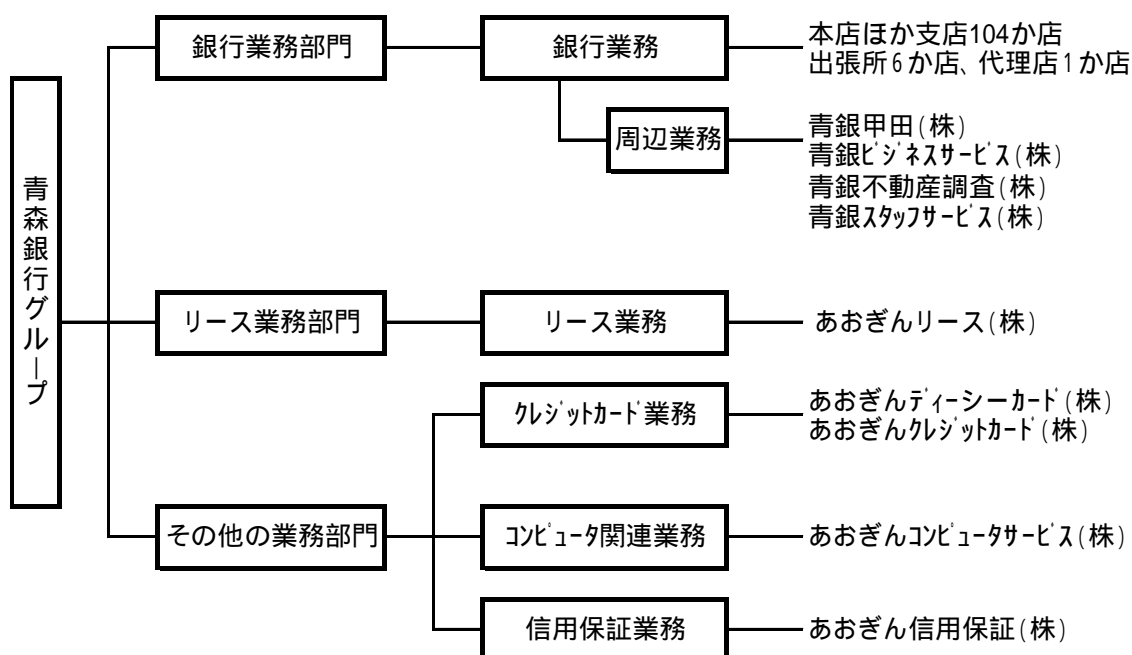 青森銀行グループ
銀行業務部門
銀行業務
本店ほか支店104か店
出張所6か店、代理店1か店
周辺業務
青銀甲田(株)
青銀ﾋﾞｼﾞﾈｽサービス(株)
青銀不動産調査(株)
青銀ｽﾀｯﾌサービス(株)
リース業務部門
リース業務
あおぎんリース(株)
その他の業務部門
ｸﾚｼﾞｯﾄｶｰﾄﾞ業務
あおぎんﾃﾞｨｰシーカード(株)
あおぎんｸﾚｼﾞｯﾄｶｰﾄﾞ(株)
ｺﾝﾋﾟｭｰﾀ関連業務
あおぎんｺﾝﾋﾟｭｰﾀサービス(株)
信用保証業務
あおぎん信用保証(株)